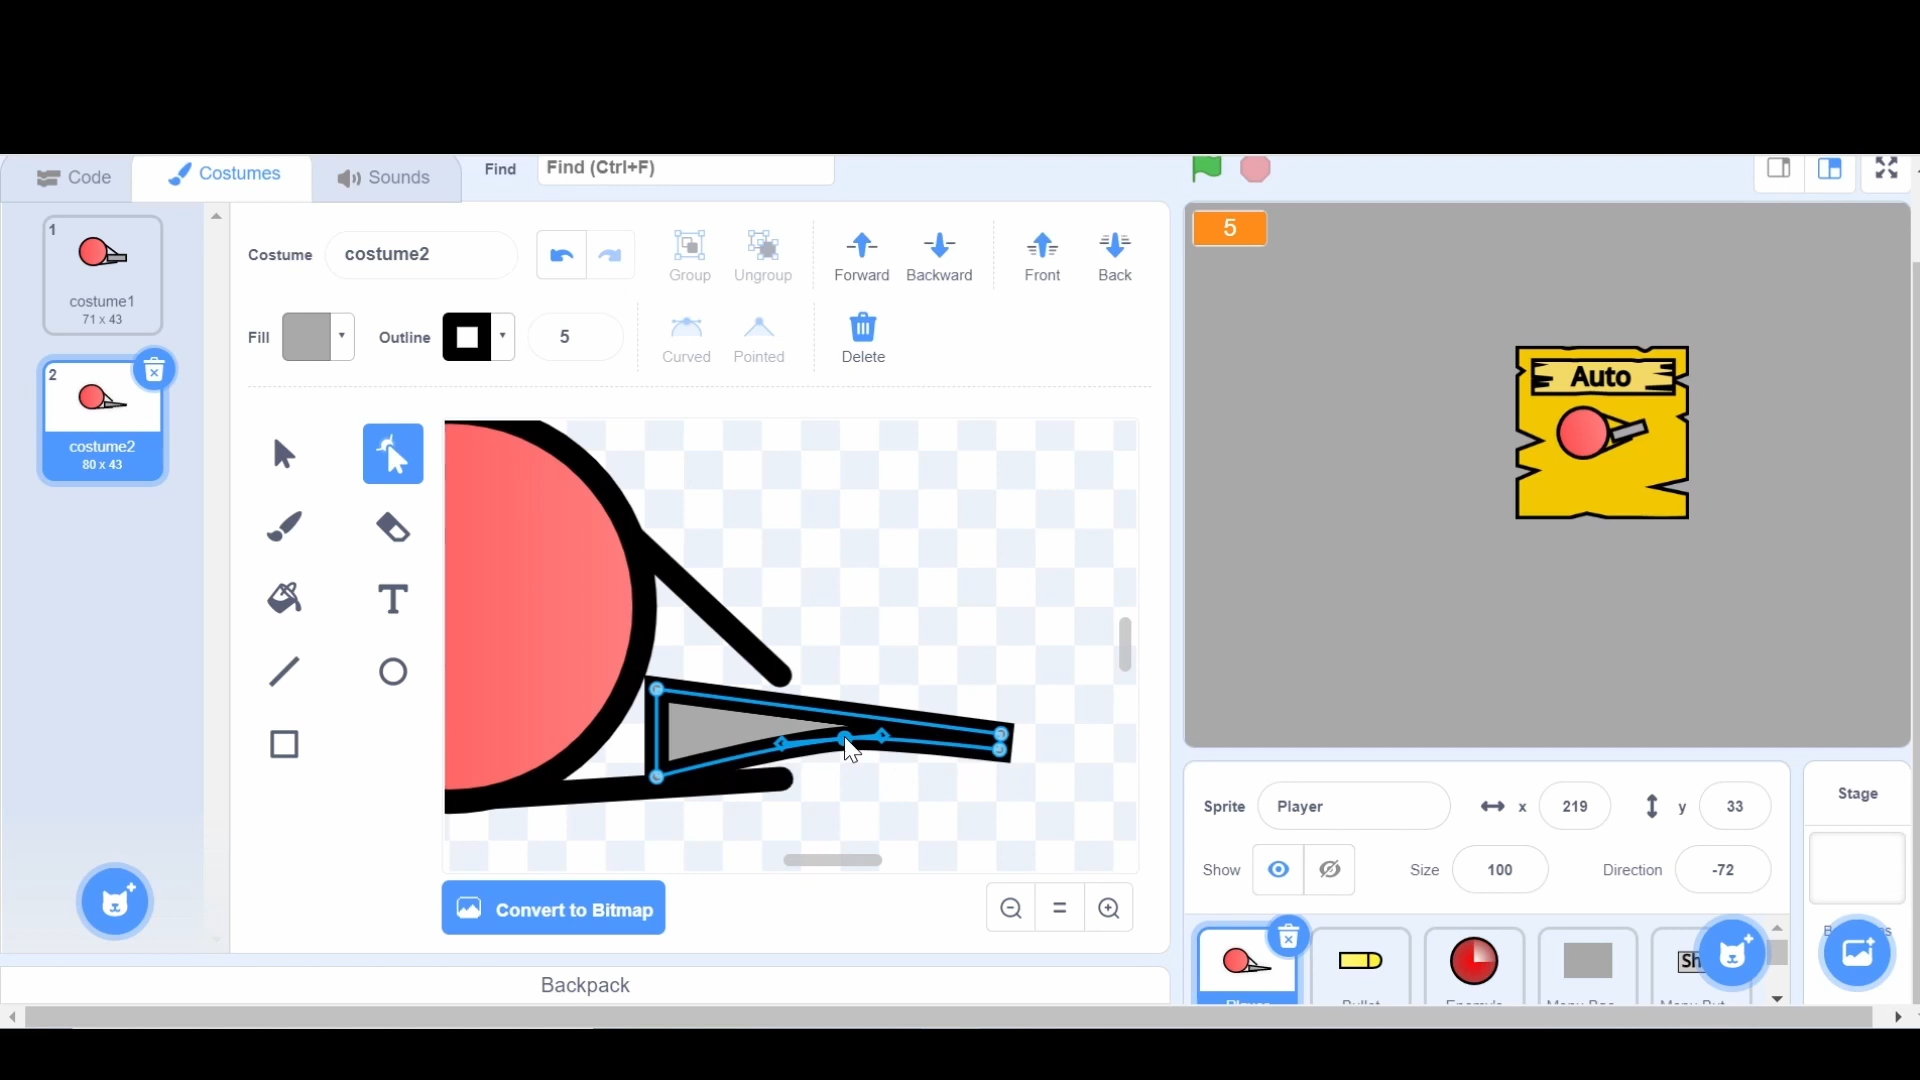 Code
Costumes
Sounds
Find
Find (Ctrl+F)
1
costume1
71 x 43
2
costume2
80 x 43
Costume
costume2
Group
Ungroup
Forward
Backward
Front
Back
Fill
Outline
5
Curved
Pointed
Delete
T
Convert to Bitmap
=
Backpack
5
Auto
Sprite
Player
x
219
y
33
Show
Size
100
Direction
-72
Stage
Sh